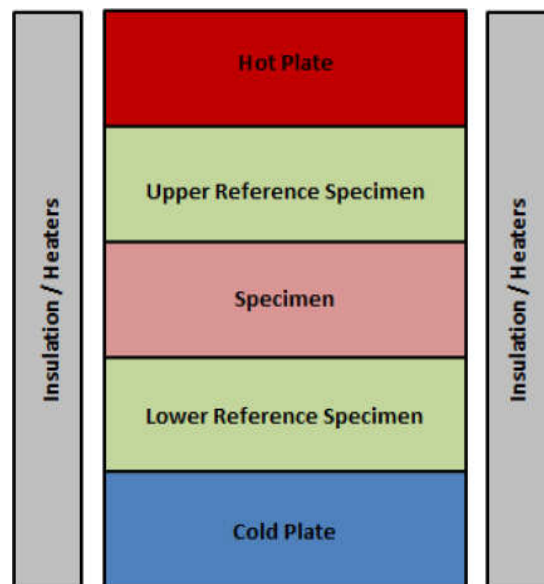 Hot Plate
Upper Reference Specimen
Specimen
Lower Reference Specimen
Cold Plate
Insulation / Heaters
Insulation / Heaters